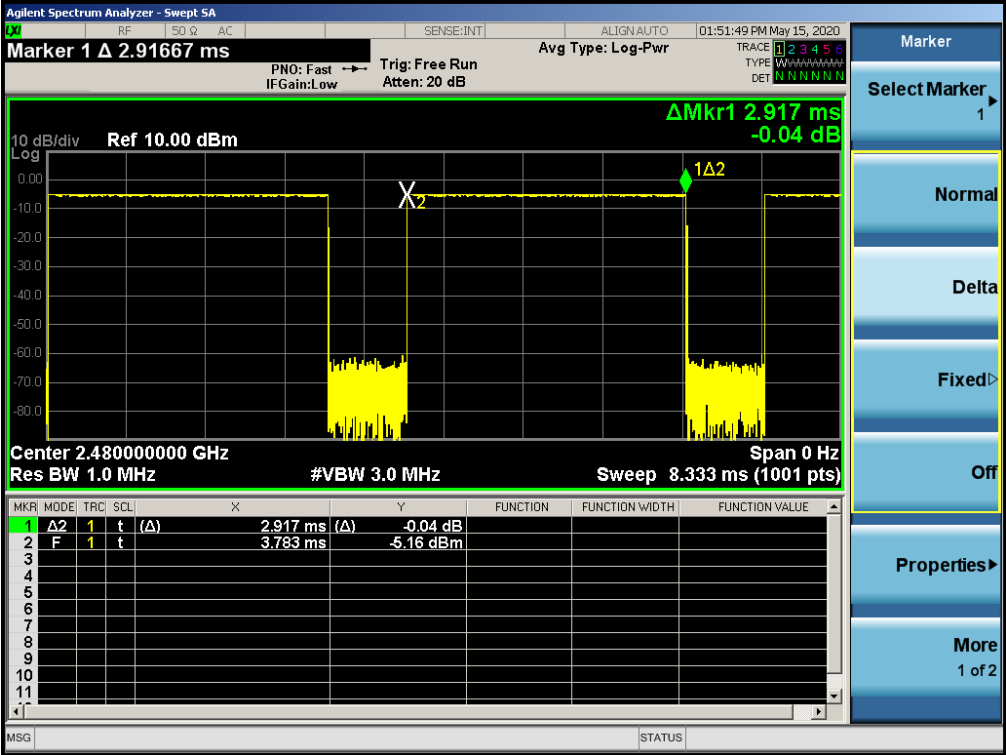 Agilent Spectrum Analyzer - Swept SA
LXI RF 50 Ω AC SENSE:INT ALIGN AUTO 01:51:49 PM May 15, 2020
Marker 1 Δ 2.91667 ms
PNO: Fast
IFGain:Low
Trig: Free Run
Atten: 20 dB
Avg Type: Log-Pwr
TRACE 1 2 3 4 5 6
TYPE WWWWWW
DET N N N N N N
ΔMkr1 2.917 ms
-0.04 dB
10 dB/div Ref 10.00 dBm
Log
0.00
-10.0
-20.0
-30.0
-40.0
-50.0
-60.0
-70.0
-80.0
2
1Δ2
Center 2.480000000 GHz Span 0 Hz
Res BW 1.0 MHz #VBW 3.0 MHz Sweep 8.333 ms (1001 pts)
MKR MODE TRC SCL X Y FUNCTION FUNCTION WIDTH FUNCTION VALUE
1 Δ2 1 t (Δ) 2.917 ms (Δ) -0.04 dB
2 F 1 t 3.783 ms -5.16 dBm
3
4
5
6
7
8
9
10
11
MSG STATUS
Marker
Select Marker
1
Normal
Delta
Fixed
Off
Properties
More
1 of 2